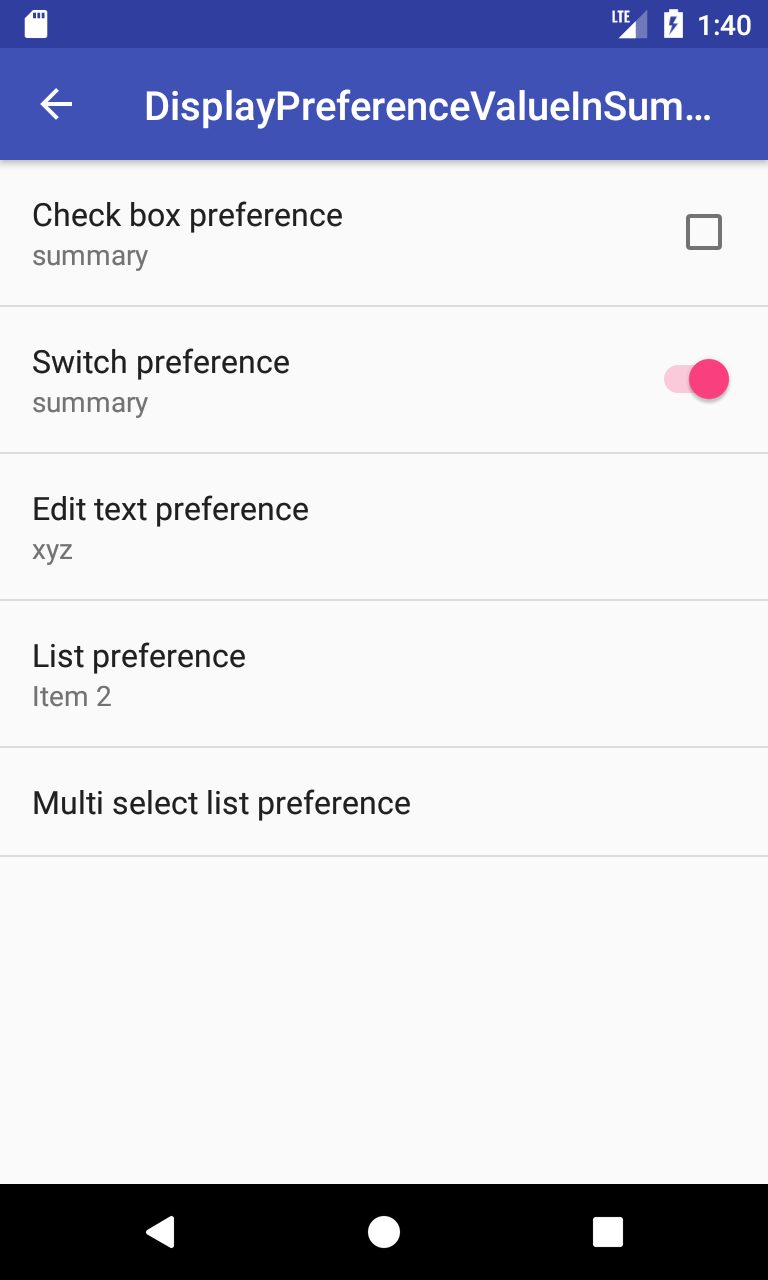 LTE 1:40
DisplayPreferenceValueInSum…
Check box preference
summary
Switch preference
summary
Edit text preference
xyz
List preference
Item 2
Multi select list preference